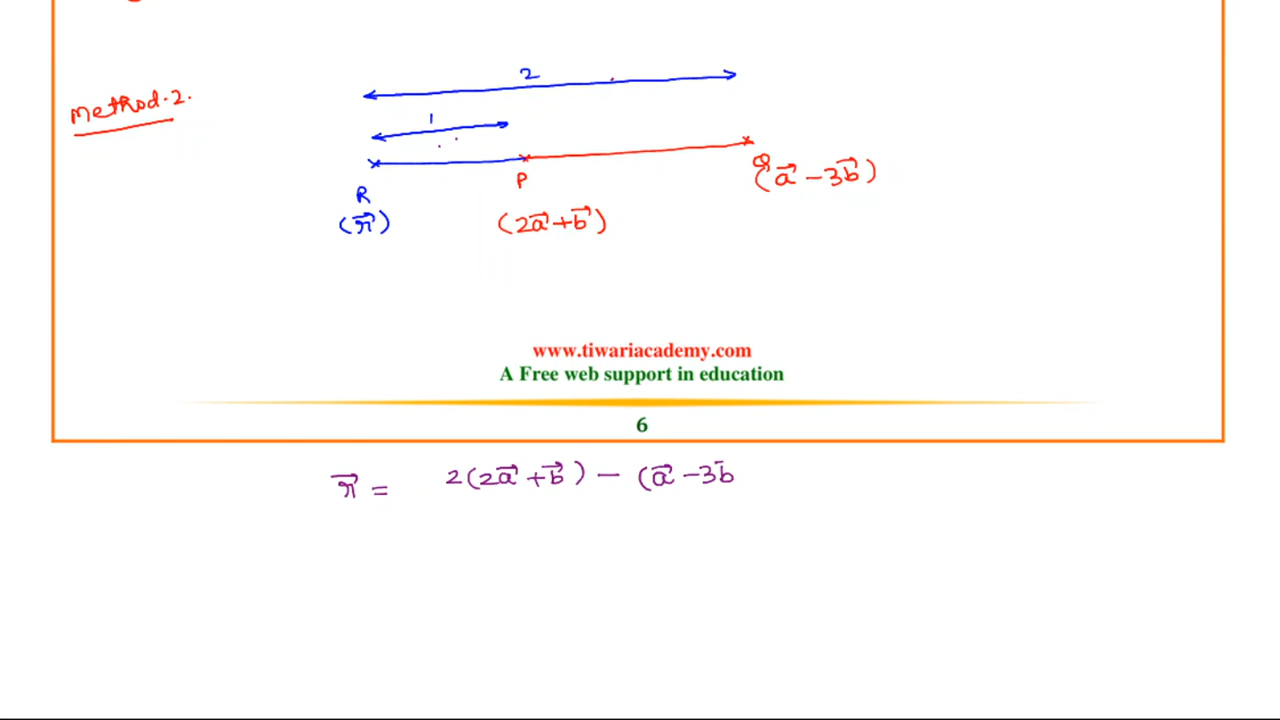 Method-2.
2
1
R
P
Q
(r⃗)
(2a⃗+b⃗)
(a⃗ -3b⃗)
www.tiwariacademy.com
A Free web support in education
6
r⃗ = 2(2a⃗ +b⃗) - (a⃗ -3b̄